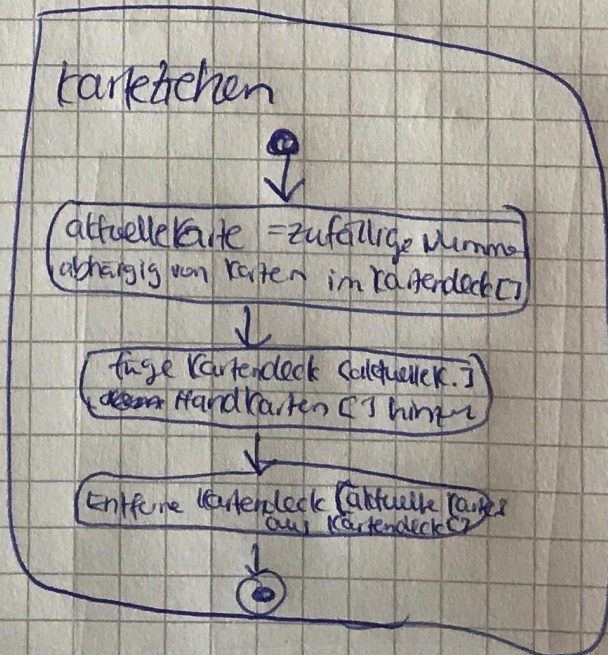 karteziehen
aktuelleKarte = zufällige Nummer
abhängig von Karten im Kartendeck[]
füge Kartendeck [aktuelleK.]
Handkarten [] hinzu
Entferne Kartendeck [aktuelle Karte]
aus Kartendeck[]